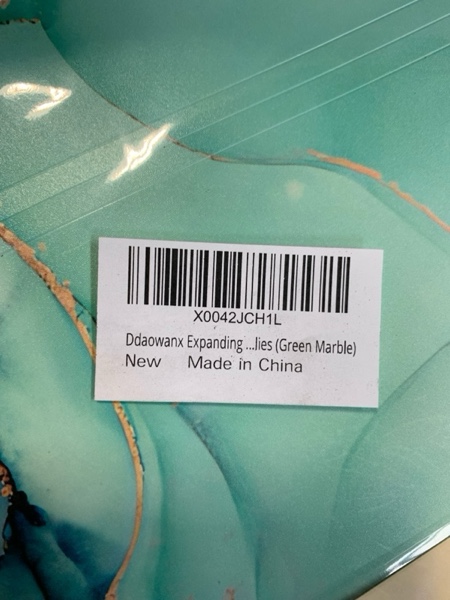 X0042JCH1L
Ddaowanx Expanding ...lies (Green Marble)
New Made in China